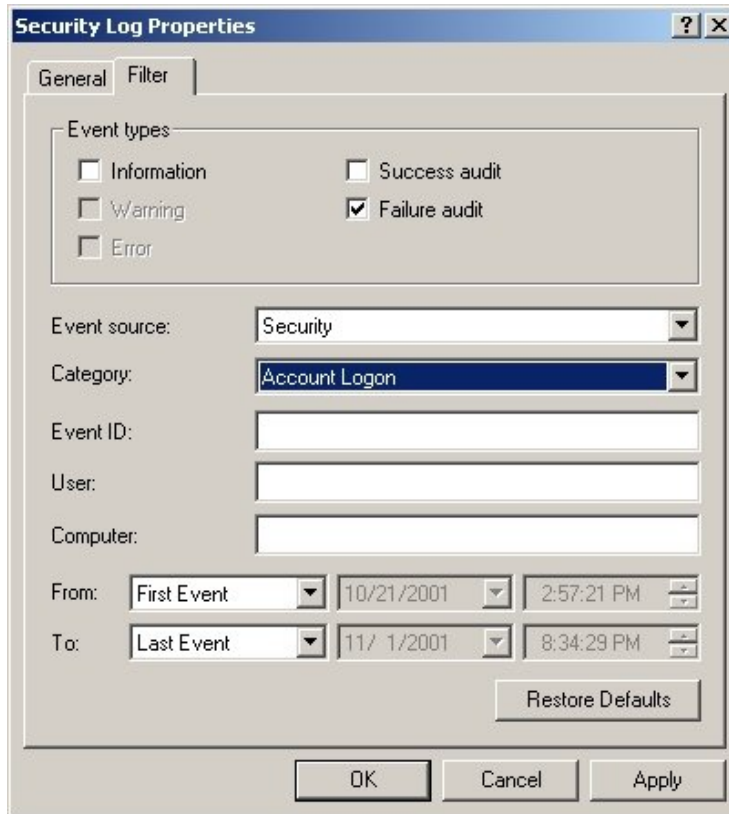 Security Log Properties
General Filter
Event types
Information Success audit
Warning Failure audit
Error
Event source: Security
Category: Account Logon
Event ID:
User:
Computer:
From: First Event 10/21/2001 2:57:21 PM
To: Last Event 11/ 1/2001 8:34:29 PM
Restore Defaults
OK Cancel Apply